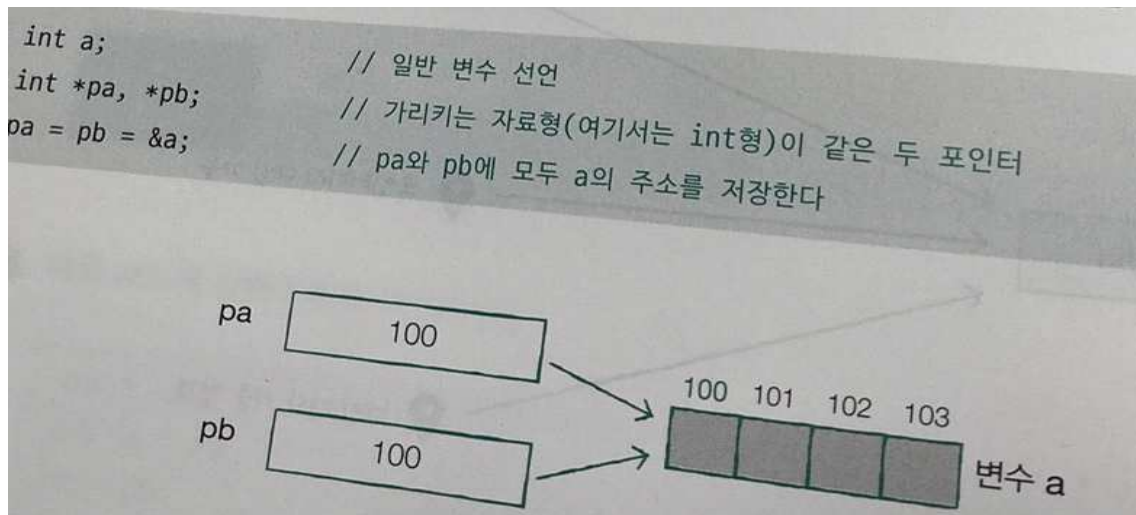 int a; // 일반 변수 선언
int *pa, *pb; // 가리키는 자료형(여기서는 int형)이 같은 두 포인터
pa = pb = &a; // pa와 pb에 모두 a의 주소를 저장한다
pa 100
100 101 102 103
pb 100
변수 a